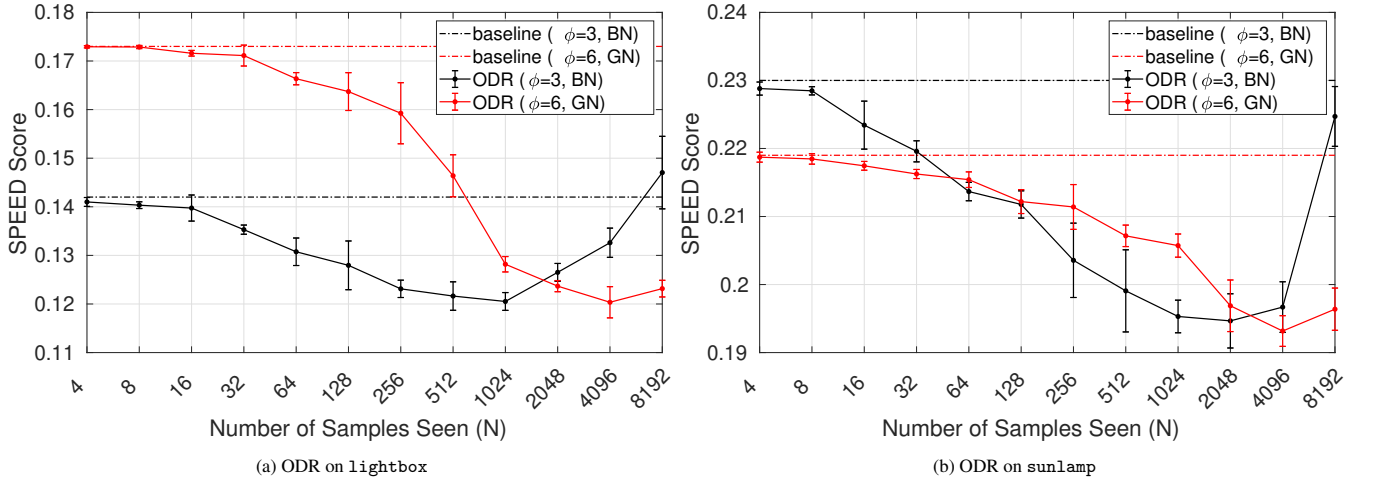 0.18
0.17
0.16
0.15
0.14
0.13
0.12
0.11
SPEED Score
baseline ( ϕ=3, BN)
baseline ( ϕ=6, GN)
ODR ( ϕ=3, BN)
ODR ( ϕ=6, GN)
4 8 16 32 64 128 256 512 1024 2048 4096 8192
Number of Samples Seen (N)
(a) ODR on lightbox
0.24
0.23
0.22
0.21
0.2
0.19
SPEED Score
baseline ( ϕ=3, BN)
baseline ( ϕ=6, GN)
ODR ( ϕ=3, BN)
ODR ( ϕ=6, GN)
4 8 16 32 64 128 256 512 1024 2048 4096 8192
Number of Samples Seen (N)
(b) ODR on sunlamp